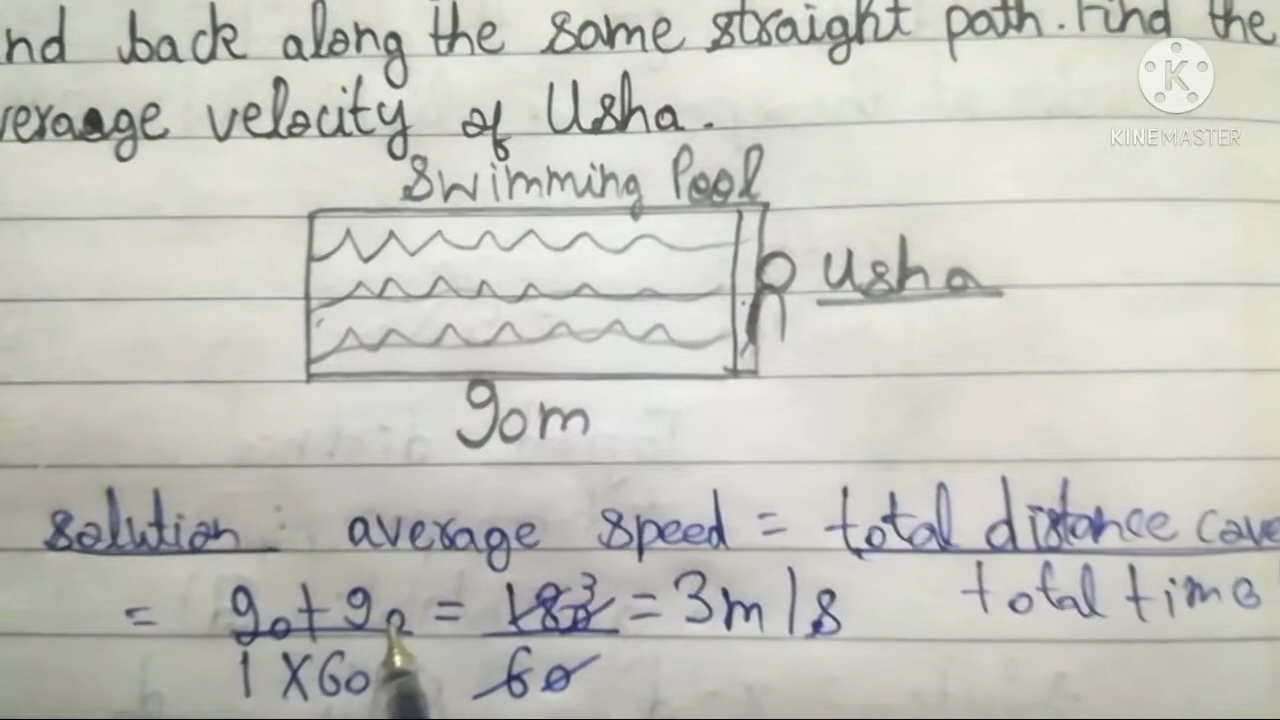 nd back along the same straight path. Find the
verage velocity of Usha.
K
KINEMASTER
Swimming Pool
Usha
90m
solution: average speed = total distance cove
total time
= 90+90 = 180 3 = 3m/s
1 X 60 60